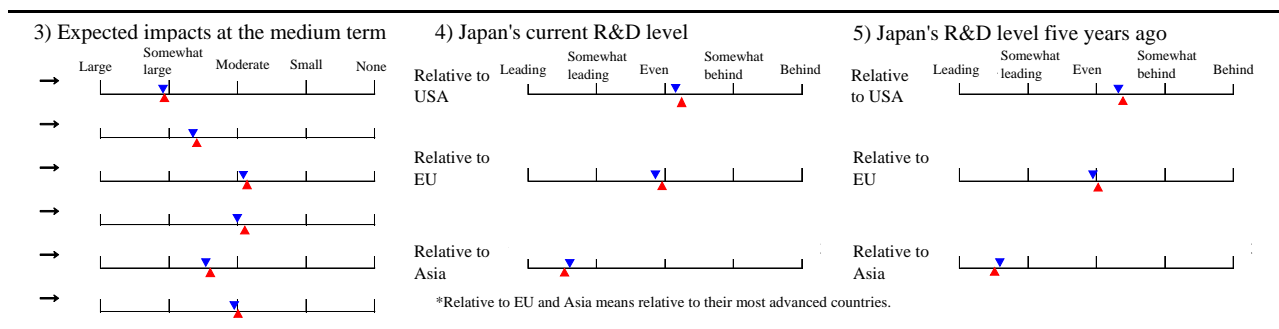 3) Expected impacts at the medium term
Large
Somewhat
large
Moderate
Small
None
→
→
→
→
→
→
4) Japan's current R&D level
Leading
Somewhat
leading
Even
Somewhat
behind
Behind
Relative to
USA
Relative to
EU
Relative to
Asia
*Relative to EU and Asia means relative to their most advanced countries.
5) Japan's R&D level five years ago
Leading
Somewhat
leading
Even
Somewhat
behind
Behind
Relative
to USA
Relative to
EU
Relative to
Asia